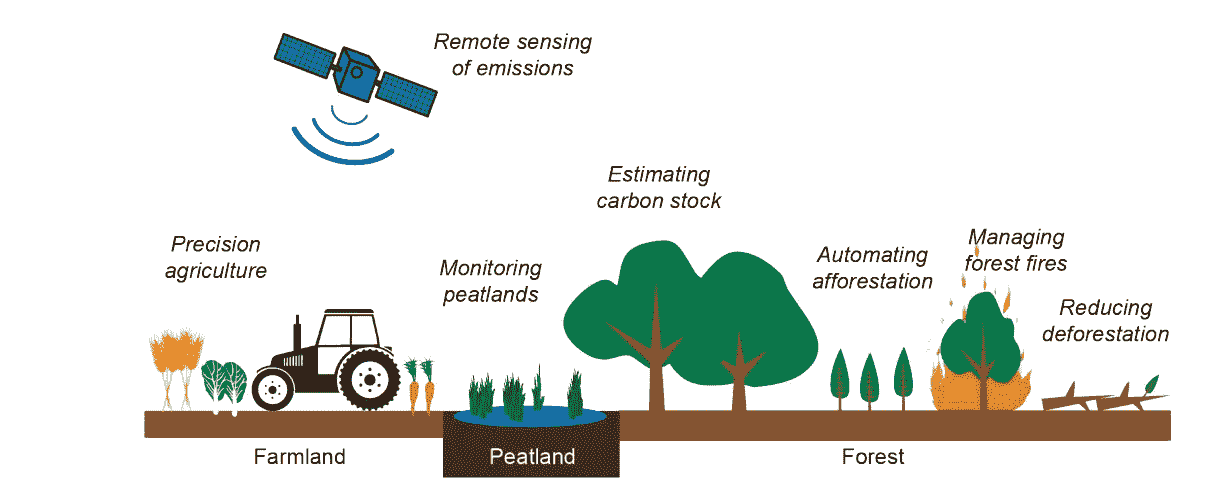 Remote sensing
of emissions
Estimating
carbon stock
Precision
agriculture
Monitoring
peatlands
Automating
afforestation
Managing
forest fires
Reducing
deforestation
Farmland
Peatland
Forest